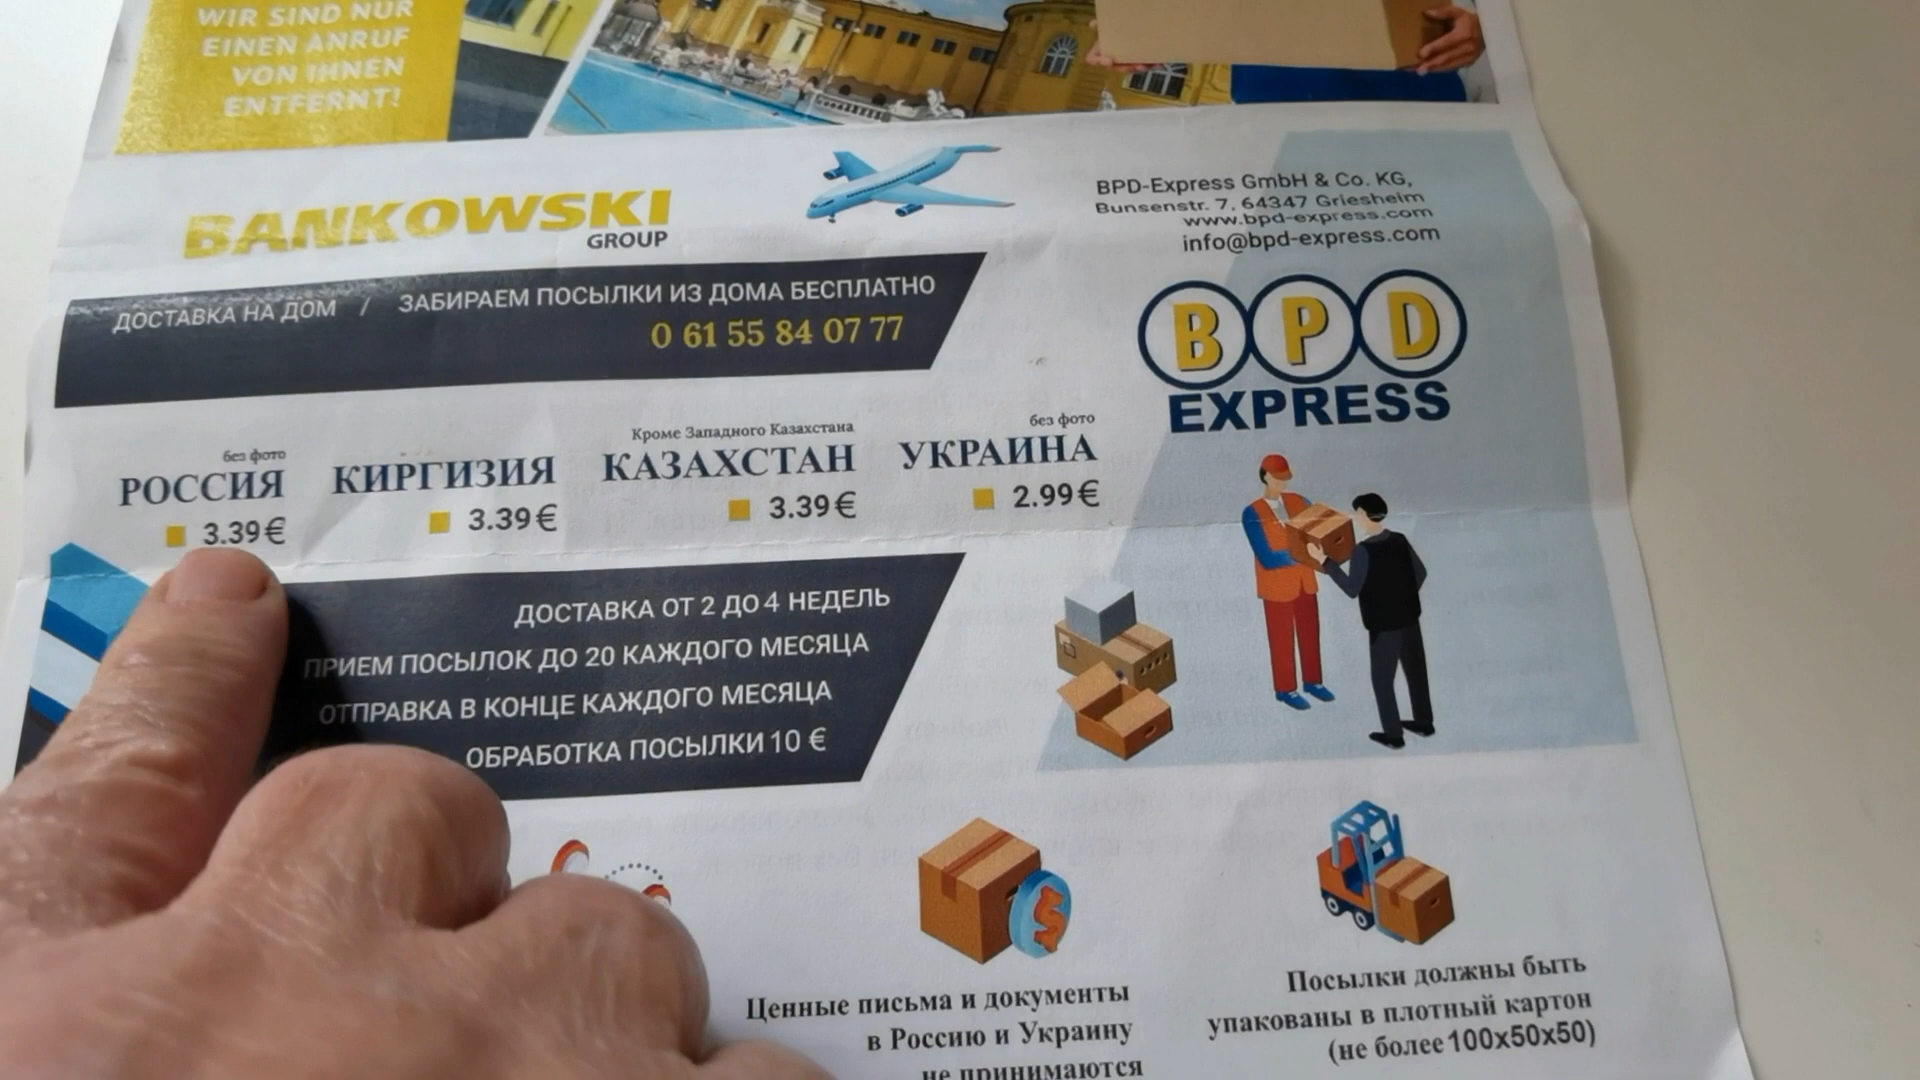 WIR SIND NUR
EINEN ANRUF
VON IHNEN
ENTFERNT!
BANKOWSKI
GROUP
BPD-Express GmbH & Co. KG,
Bunsenstr. 7, 64347 Griesheim
www.bpd-express.com
info@bpd-express.com
ДОСТАВКА НА ДОМ / ЗАБИРАЕМ ПОСЫЛКИ ИЗ ДОМА БЕСПЛАТНО
0 61 55 84 07 77
BPD
EXPRESS
без фото
РОССИЯ
3.39€
КИРГИЗИЯ
3.39€
Кроме Западного Казахстана
КАЗАХСТАН
3.39€
без фото
УКРАИНА
2.99€
ДОСТАВКА ОТ 2 ДО 4 НЕДЕЛЬ
ПРИЕМ ПОСЫЛОК ДО 20 КАЖДОГО МЕСЯЦА
ОТПРАВКА В КОНЦЕ КАЖДОГО МЕСЯЦА
ОБРАБОТКА ПОСЫЛКИ 10 €
Ценные письма и документы
в Россию и Украину
не принимаются
Посылки должны быть
упакованы в плотный картон
(не более 100x50x50)